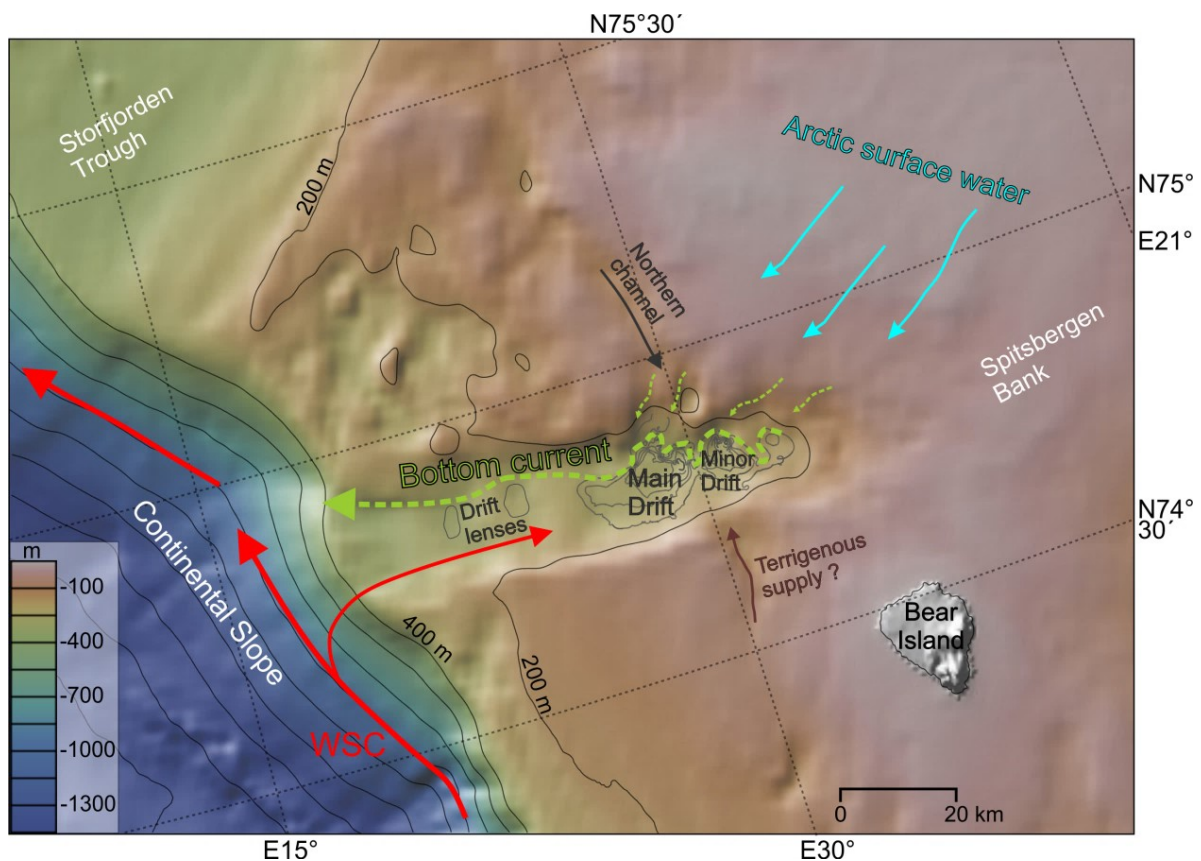 N75°30´
Storfjorden
Trough
200 m
Arctic surface water
N75°
E21°
Northern
channel
Spitsbergen
Bank
Bottom current
Main
Drift
Minor
Drift
Drift
lenses
N74°
30´
Continental Slope
400 m
Terrigenous
supply ?
Bear
Island
200 m
WSC
m
-100
-400
-700
-1000
-1300
0
20 km
E15°
E30°